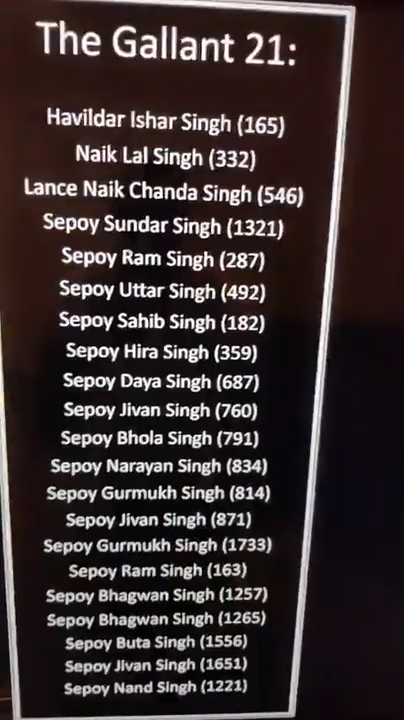 The Gallant 21:
Havildar Ishar Singh (165)
Naik Lal Singh (332)
Lance Naik Chanda Singh (546)
Sepoy Sundar Singh (1321)
Sepoy Ram Singh (287)
Sepoy Uttar Singh (492)
Sepoy Sahib Singh (182)
Sepoy Hira Singh (359)
Sepoy Daya Singh (687)
Sepoy Jivan Singh (760)
Sepoy Bhola Singh (791)
Sepoy Narayan Singh (834)
Sepoy Gurmukh Singh (814)
Sepoy Jivan Singh (871)
Sepoy Gurmukh Singh (1733)
Sepoy Ram Singh (163)
Sepoy Bhagwan Singh (1257)
Sepoy Bhagwan Singh (1265)
Sepoy Buta Singh (1556)
Sepoy Jivan Singh (1651)
Sepoy Nand Singh (1221)